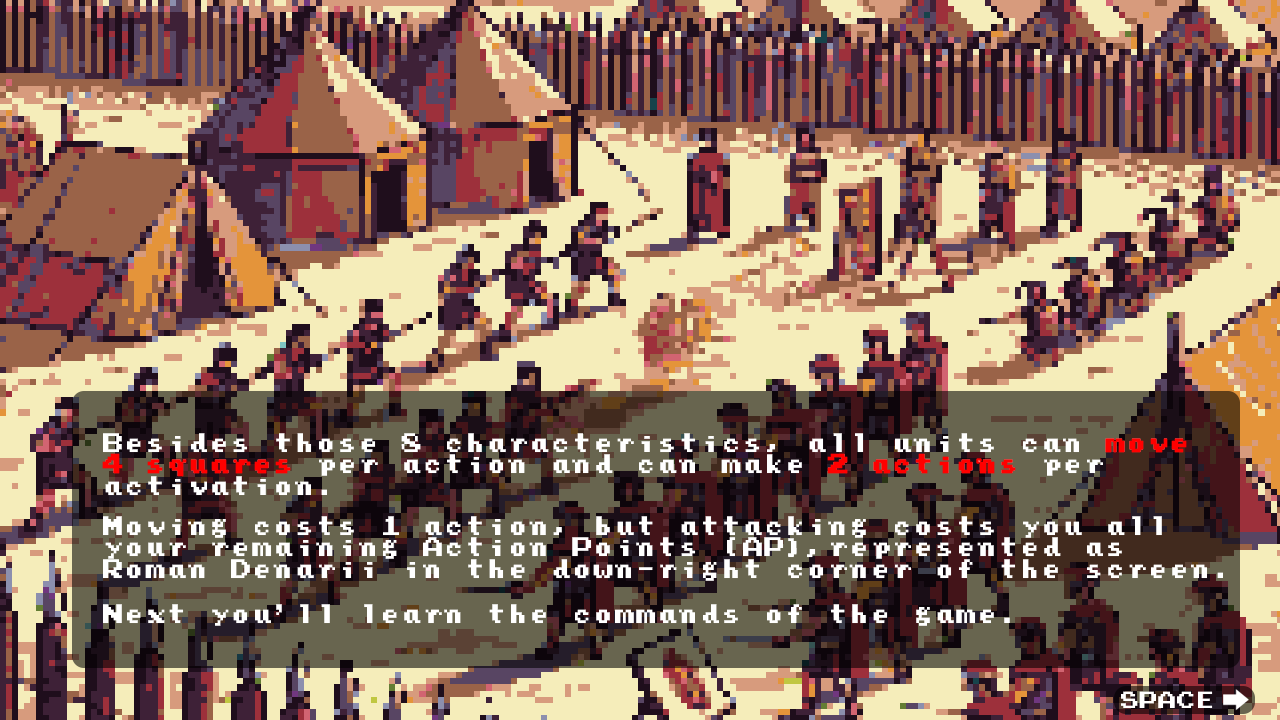 Besides those 8 characteristics, all units can move
4 squares per action and can make 2 actions per
activation.
Moving costs 1 action, but attacking costs you all
your remaining Action Points (AP),represented as
Roman Denarii in the down-right corner of the screen.
Next you'll learn the commands of the game.
SPACE